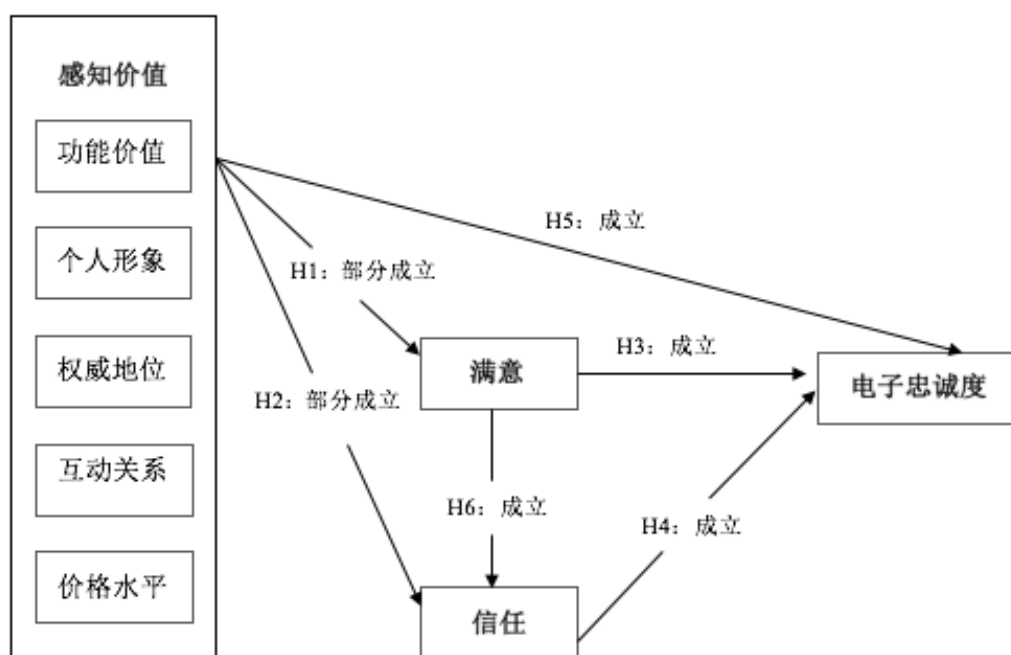 感知价值
功能价值
个人形象
权威地位
互动关系
价格水平
H5：成立
H1：部分成立
H3：成立
满意
电子忠诚度
H2：部分成立
H6：成立
H4：成立
信任